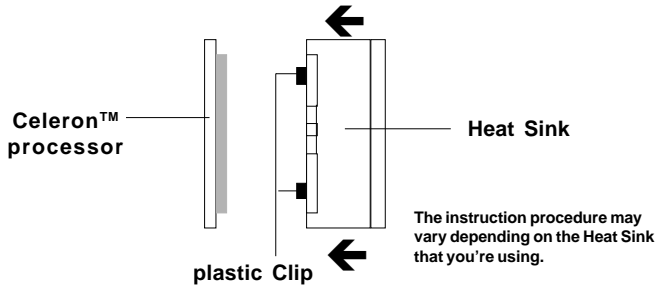 Celeron™
processor
Heat Sink
The instruction procedure may
vary depending on the Heat Sink
that you're using.
plastic Clip